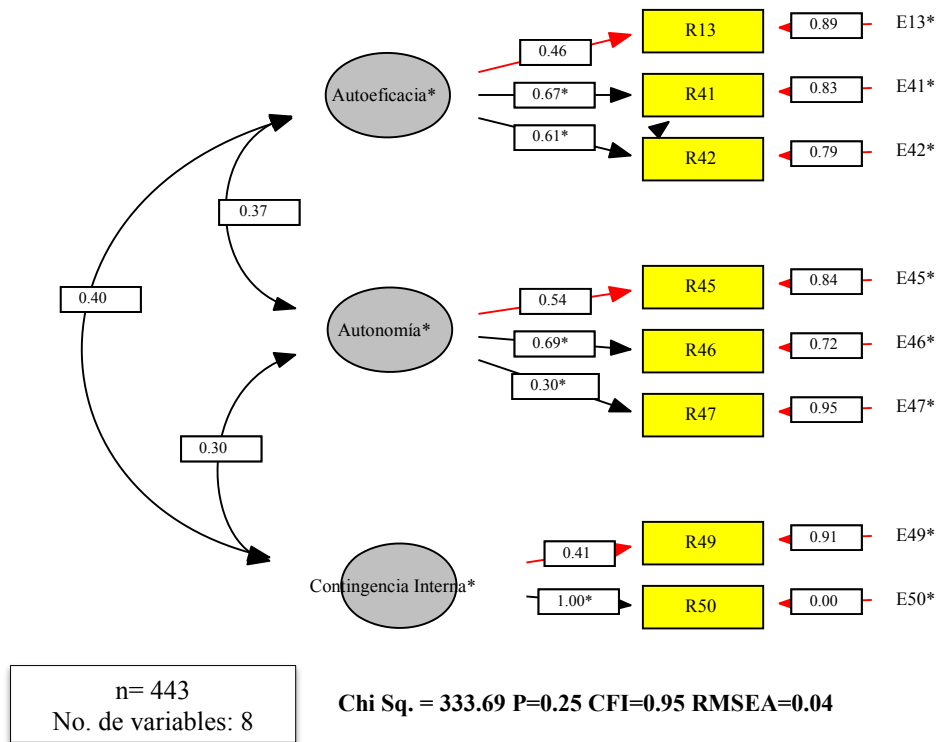 0.46 R13 0.89 E13*
Autoeficacia* 0.67* R41 0.83 E41*
0.61* R42 0.79 E42*
0.37
0.40
0.54 R45 0.84 E45*
Autonomía* 0.69* R46 0.72 E46*
0.30* R47 0.95 E47*
0.30
0.41 R49 0.91 E49*
Contingencia Interna* 1.00* R50 0.00 E50*
n= 443
No. de variables: 8
Chi Sq. = 333.69 P=0.25 CFI=0.95 RMSEA=0.04